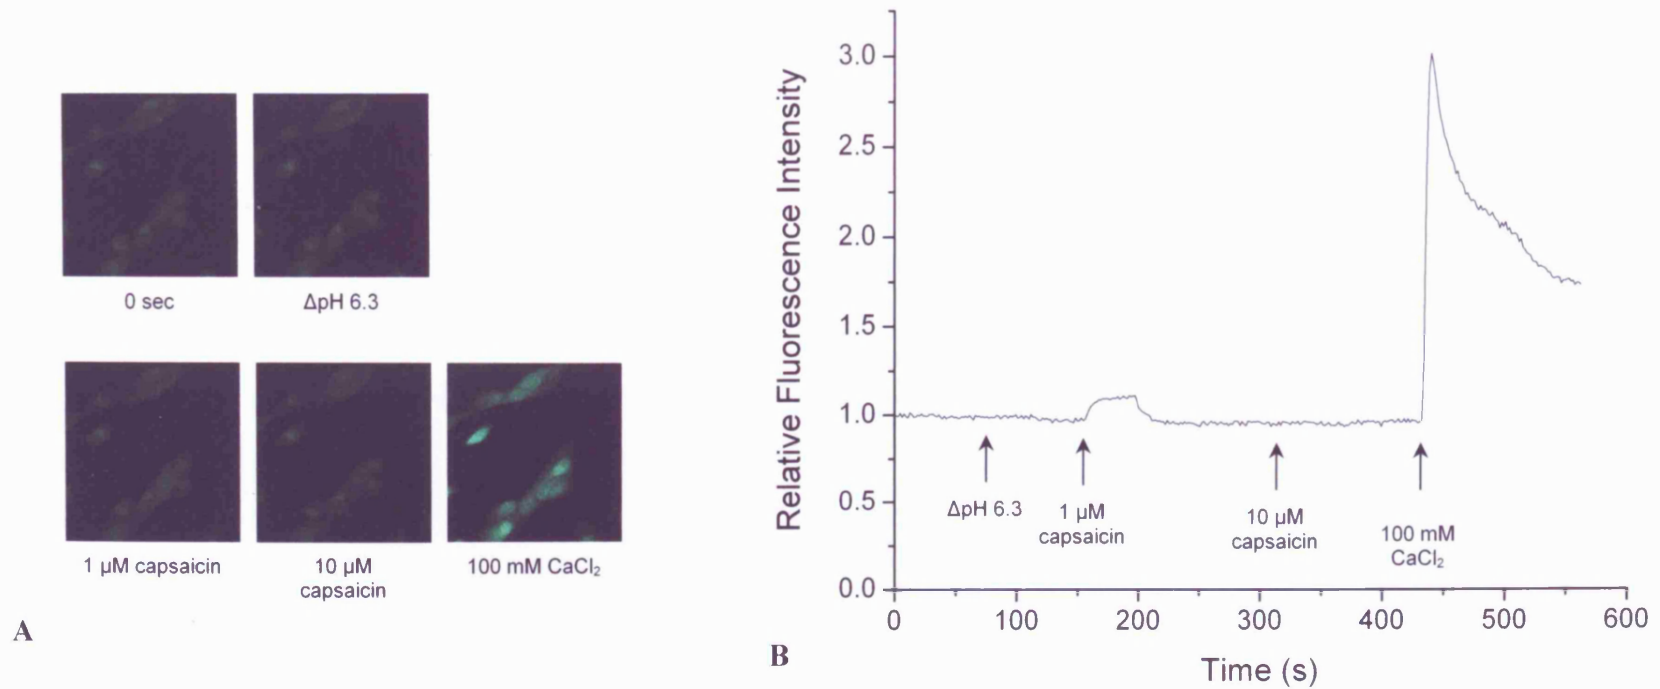 0 sec
ΔpH 6.3
1 µM capsaicin
10 µM
capsaicin
100 mM CaCl₂
A
Relative Fluorescence Intensity
3.0
2.5
2.0
1.5
1.0
0.5
0.0
ΔpH 6.3
1 µM
capsaicin
10 µM
capsaicin
100 mM
CaCl₂
0 100 200 300 400 500 600
Time (s)
B